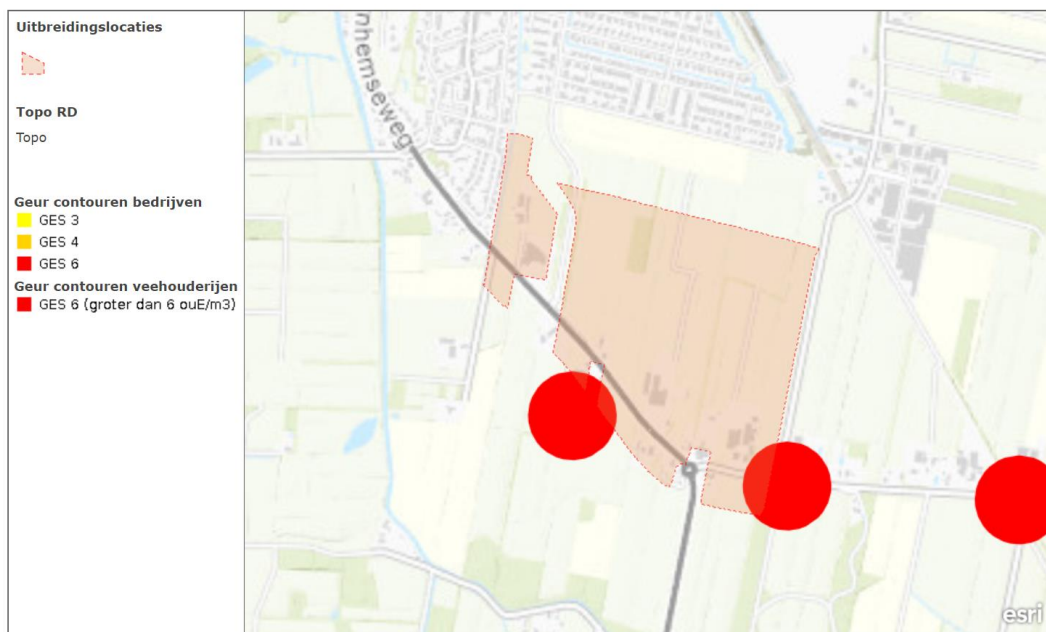 Uitbreidingslocaties
Topo RD
Topo
Geur contouren bedrijven
GES 3
GES 4
GES 6
Geur contouren veehouderijen
GES 6 (groter dan 6 ouE/m3)
nhemseweg
esri